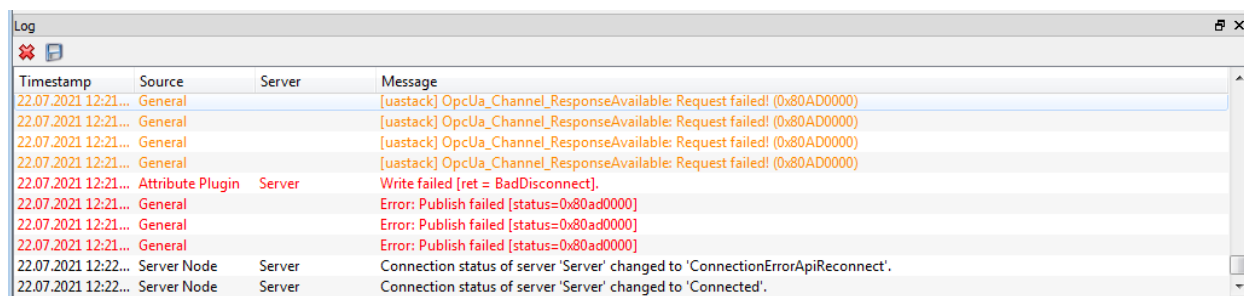 Log
Timestamp Source Server Message
22.07.2021 12:21... General [uastack] OpcUa_Channel_ResponseAvailable: Request failed! (0x80AD0000)
22.07.2021 12:21... General [uastack] OpcUa_Channel_ResponseAvailable: Request failed! (0x80AD0000)
22.07.2021 12:21... General [uastack] OpcUa_Channel_ResponseAvailable: Request failed! (0x80AD0000)
22.07.2021 12:21... General [uastack] OpcUa_Channel_ResponseAvailable: Request failed! (0x80AD0000)
22.07.2021 12:21... Attribute Plugin Server Write failed [ret = BadDisconnect].
22.07.2021 12:21... General Error: Publish failed [status=0x80ad0000]
22.07.2021 12:21... General Error: Publish failed [status=0x80ad0000]
22.07.2021 12:21... General Error: Publish failed [status=0x80ad0000]
22.07.2021 12:22... Server Node Server Connection status of server 'Server' changed to 'ConnectionErrorApiReconnect'.
22.07.2021 12:22... Server Node Server Connection status of server 'Server' changed to 'Connected'.